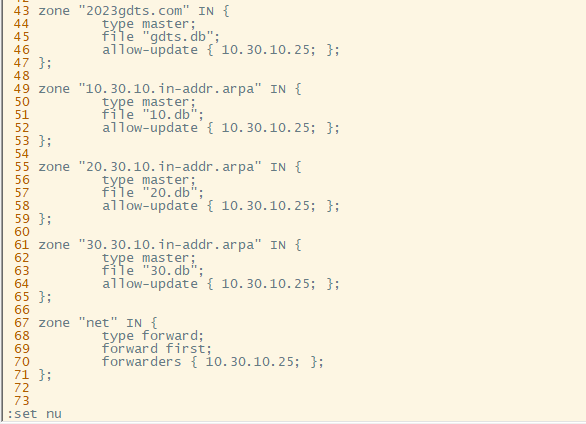 42
43 zone "2023gdts.com" IN {
44         type master;
45         file "gdts.db";
46         allow-update { 10.30.10.25; };
47 };
48
49 zone "10.30.10.in-addr.arpa" IN {
50         type master;
51         file "10.db";
52         allow-update { 10.30.10.25; };
53 };
54
55 zone "20.30.10.in-addr.arpa" IN {
56         type master;
57         file "20.db";
58         allow-update { 10.30.10.25; };
59 };
60
61 zone "30.30.10.in-addr.arpa" IN {
62         type master;
63         file "30.db";
64         allow-update { 10.30.10.25; };
65 };
66
67 zone "net" IN {
68         type forward;
69         forward first;
70         forwarders { 10.30.10.25; };
71 };
72
73
:set nu